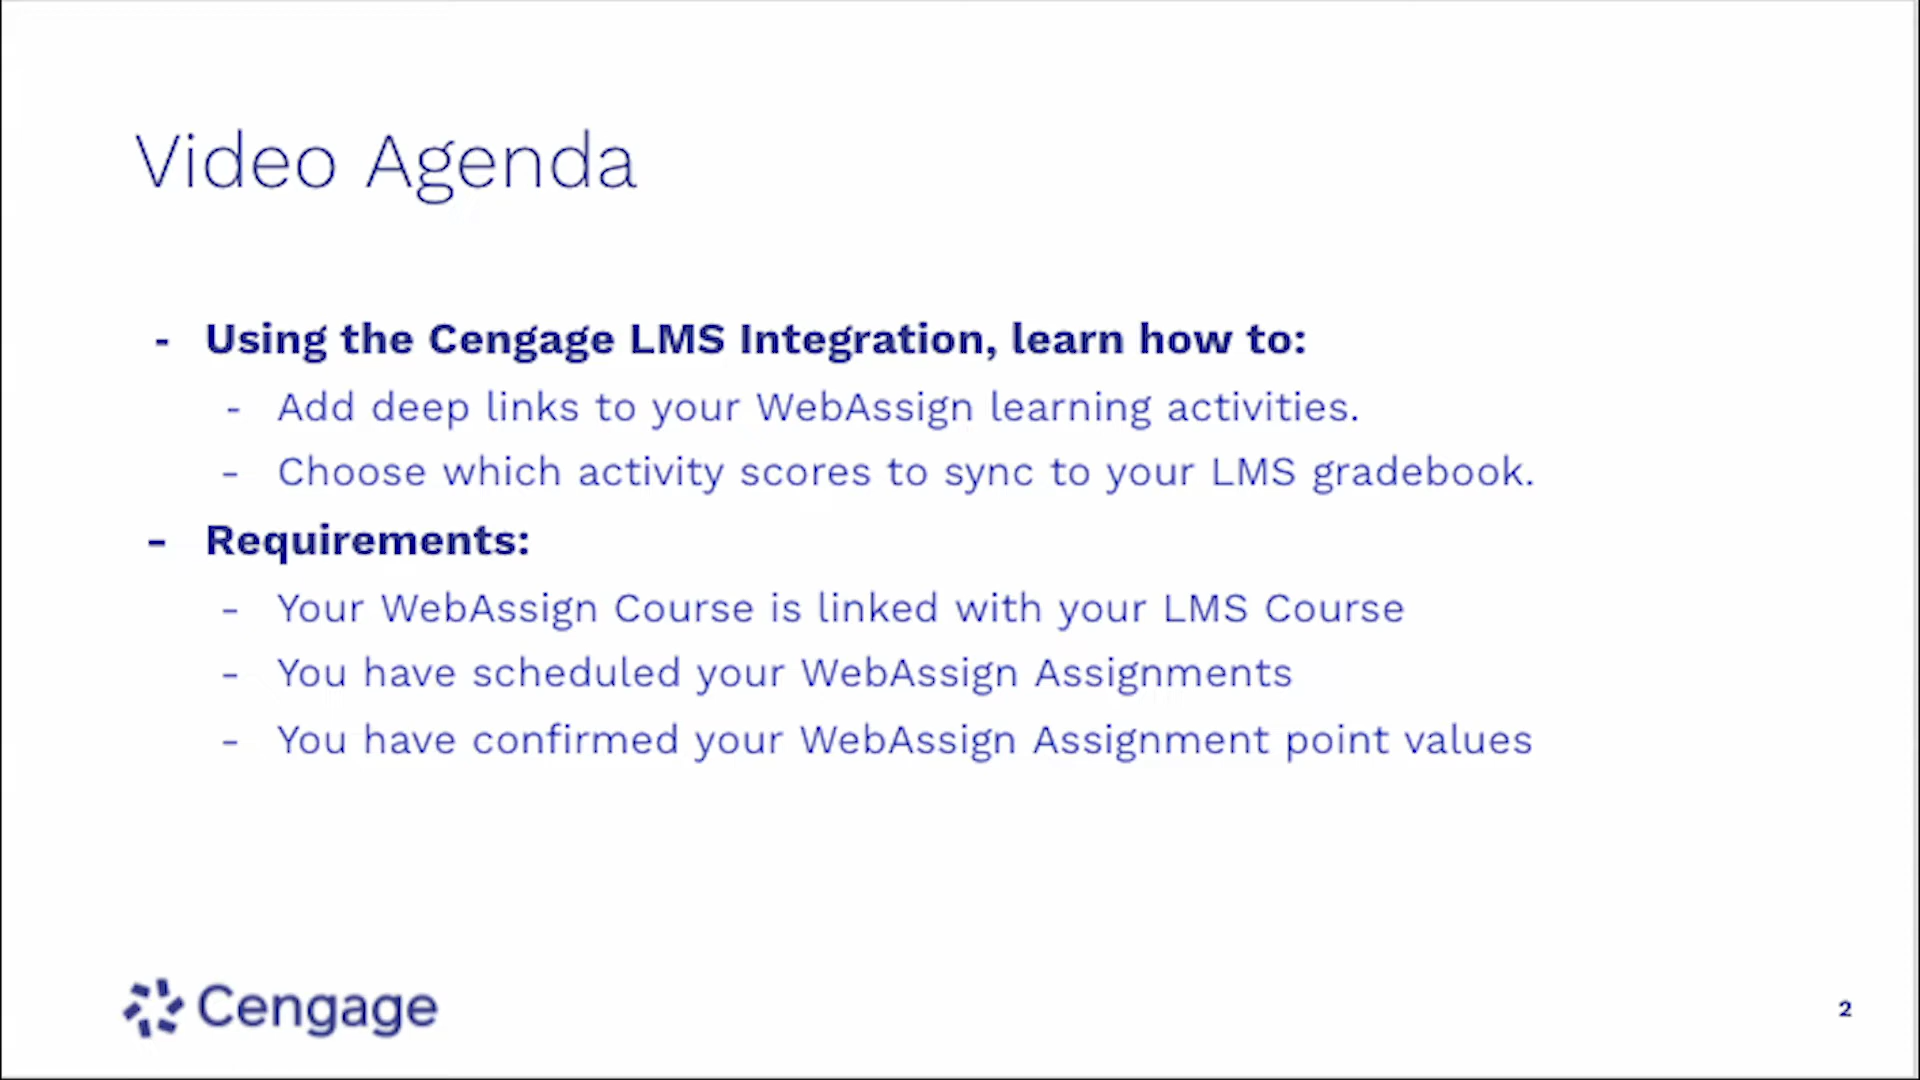 Video Agenda
- Using the Cengage LMS Integration, learn how to:
- Add deep links to your WebAssign learning activities.
- Choose which activity scores to sync to your LMS gradebook.
- Requirements:
- Your WebAssign Course is linked with your LMS Course
- You have scheduled your WebAssign Assignments
- You have confirmed your WebAssign Assignment point values
Cengage
2